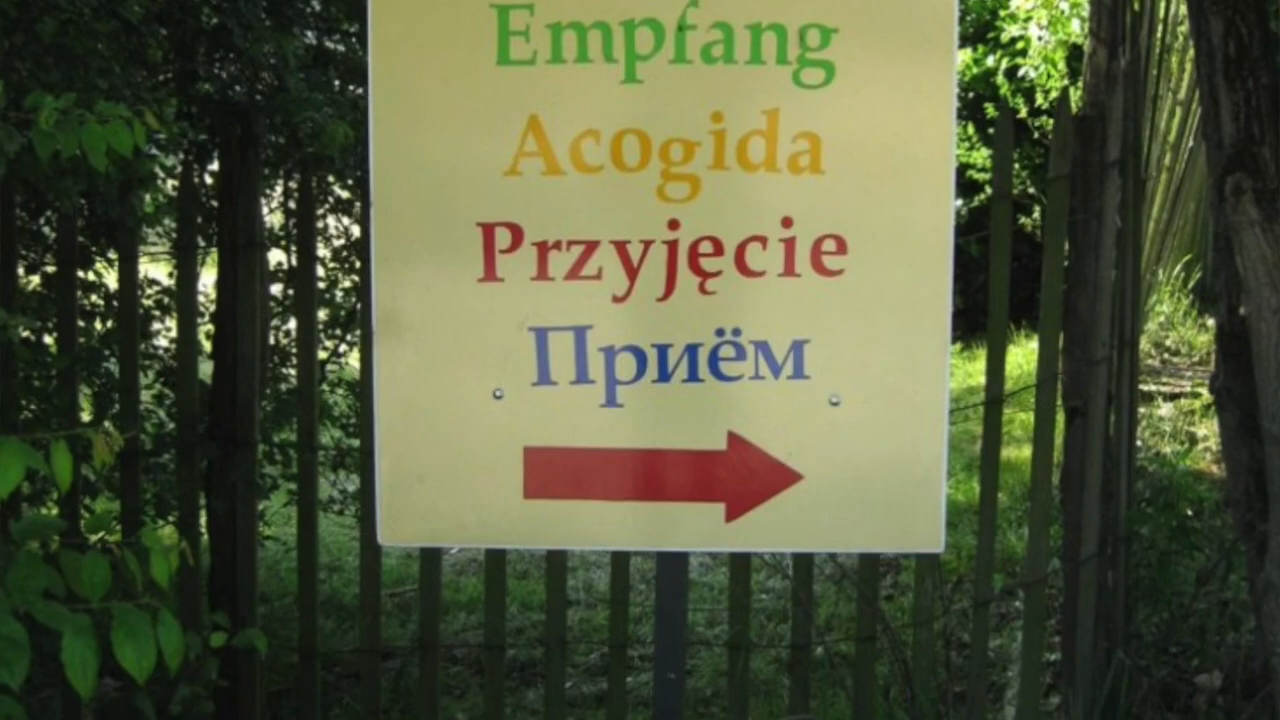 Empfang
Acogida
Przyjęcie
Приём